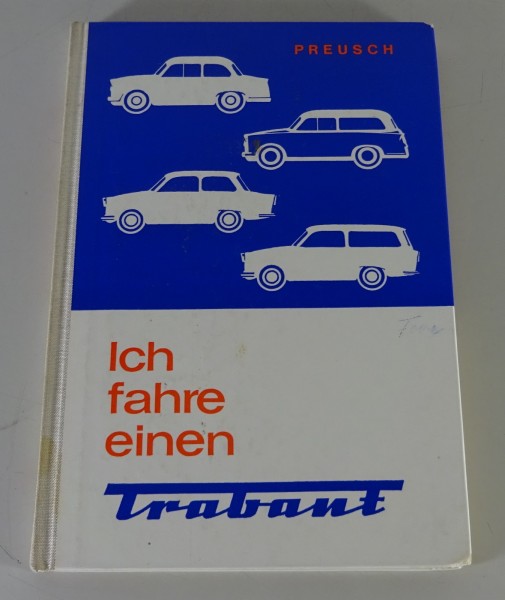 PREUSCH
Ich
fahre
einen
Trabant